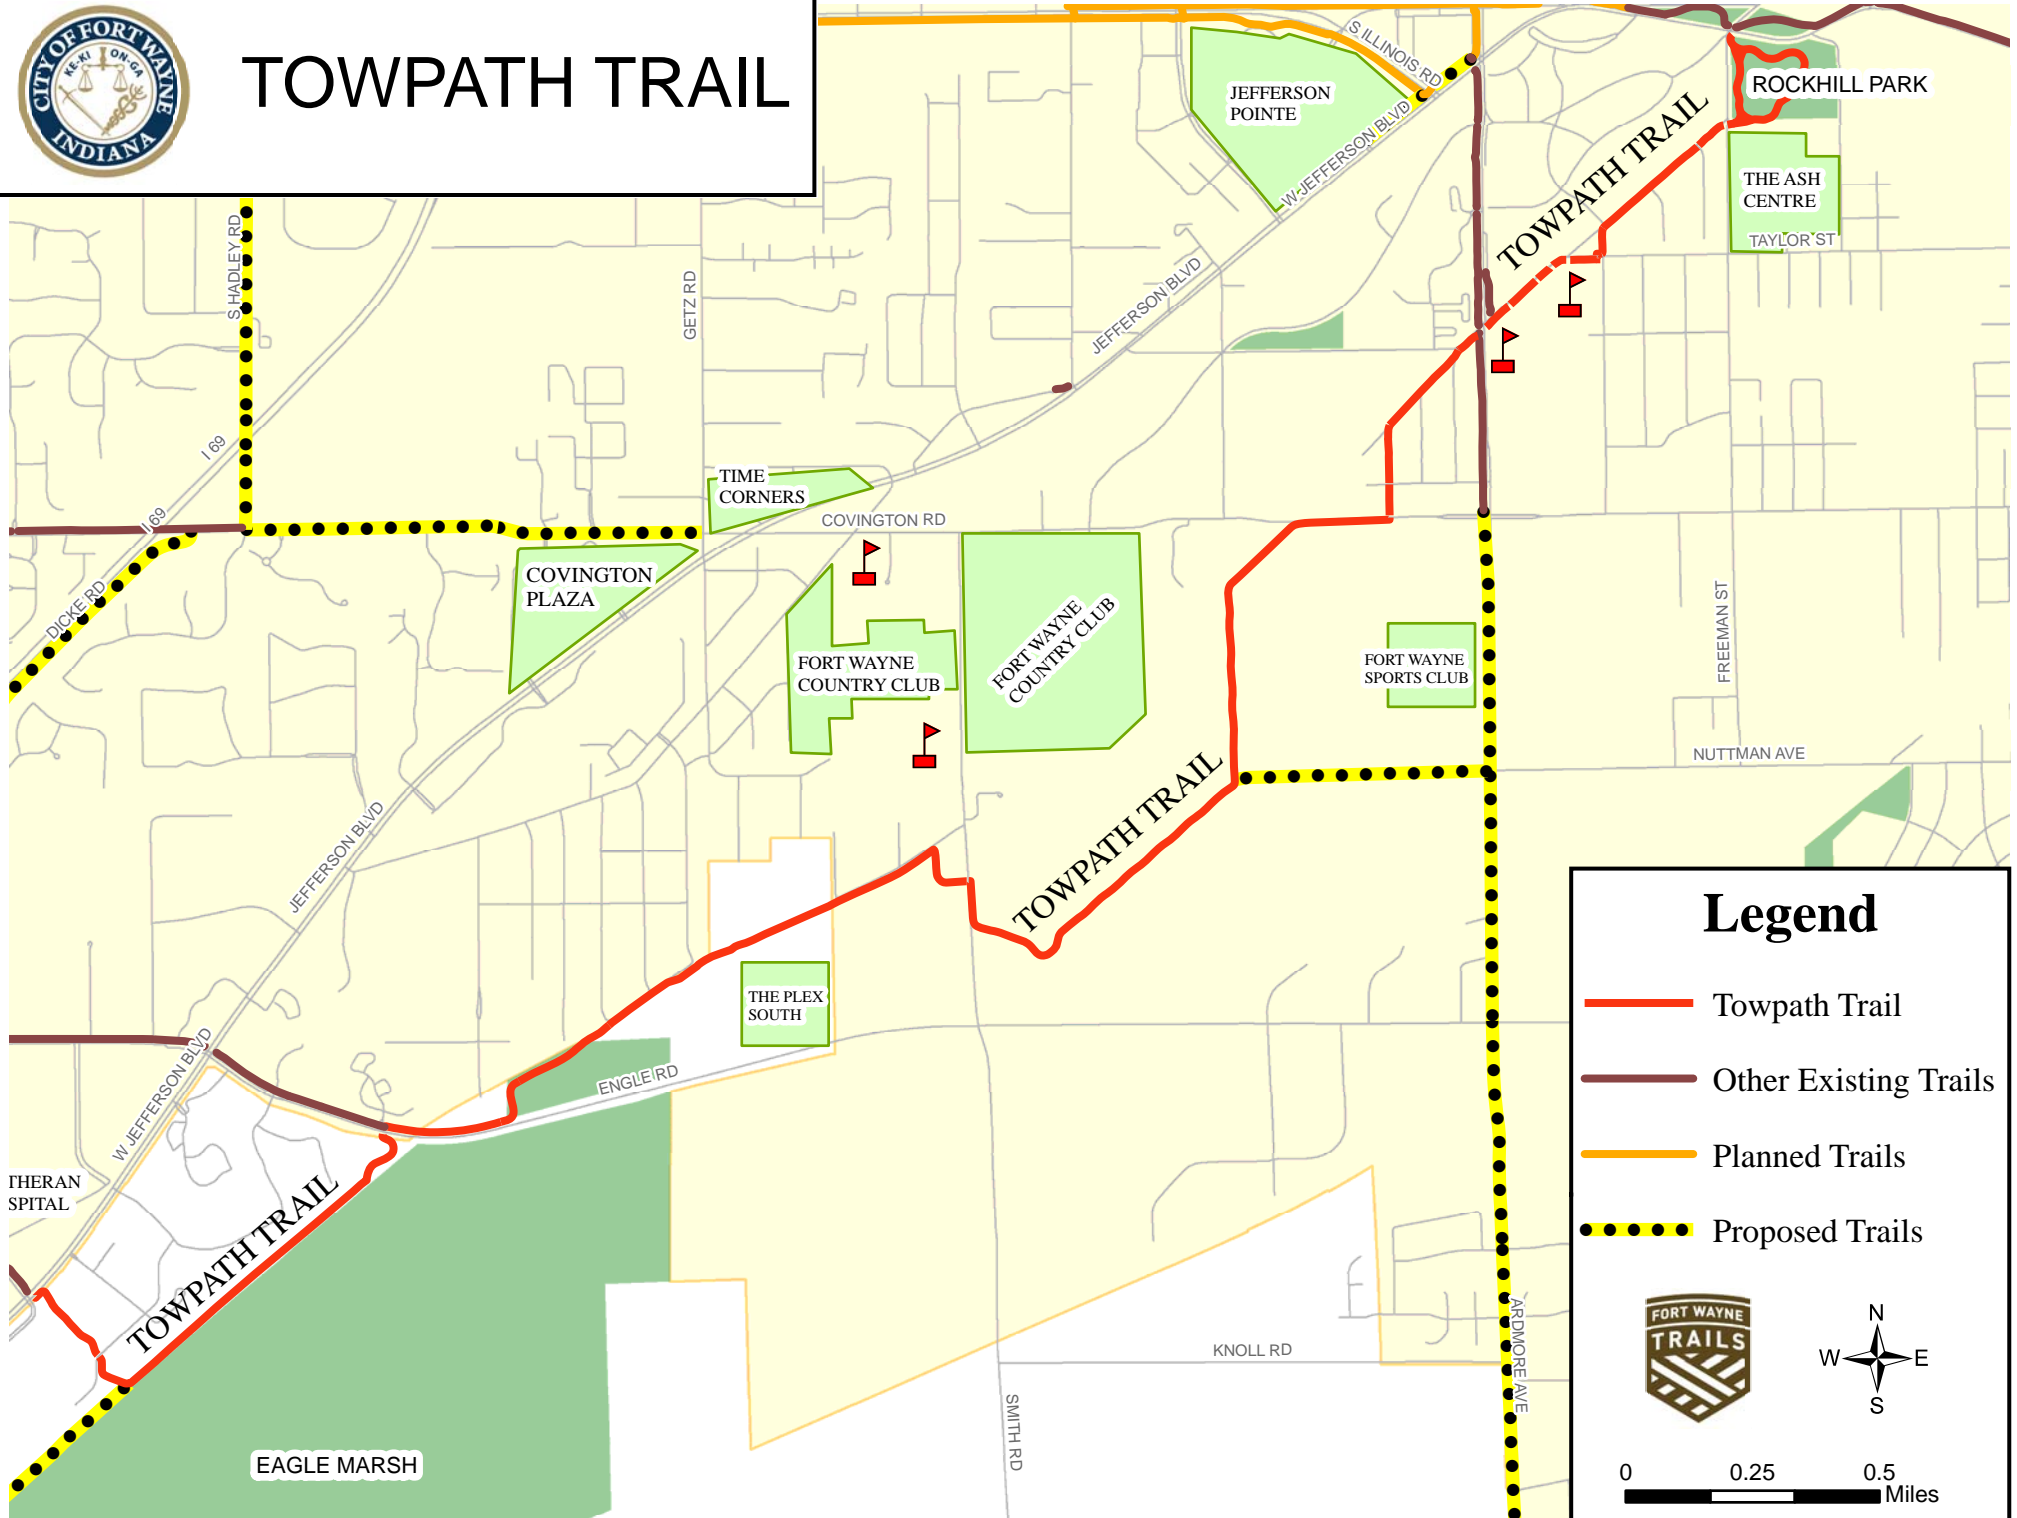 CITY OF FORT WAYNE
KE-KI ON-GA
INDIANA
TOWPATH TRAIL
S ILLINOIS RD
JEFFERSON
POINTE
W JEFFERSON BLVD
ROCKHILL PARK
TOWPATH TRAIL
THE ASH
CENTRE
TAYLOR ST
S HADLEY RD
GETZ RD
JEFFERSON BLVD
I 69
I 69
TIME
CORNERS
COVINGTON RD
COVINGTON
PLAZA
DICKE RD
FORT WAYNE
COUNTRY CLUB
FORT WAYNE
COUNTRY CLUB
FORT WAYNE
SPORTS CLUB
FREEMAN ST
NUTTMAN AVE
TOWPATH TRAIL
JEFFERSON BLVD
THE PLEX
SOUTH
ENGLE RD
W JEFFERSON BLVD
THERAN
SPITAL
TOWPATH TRAIL
EAGLE MARSH
KNOLL RD
SMITH RD
ARDMORE AVE
Legend
Towpath Trail
Other Existing Trails
Planned Trails
Proposed Trails
FORT WAYNE
TRAILS
N
W E
S
0 0.25 0.5
Miles